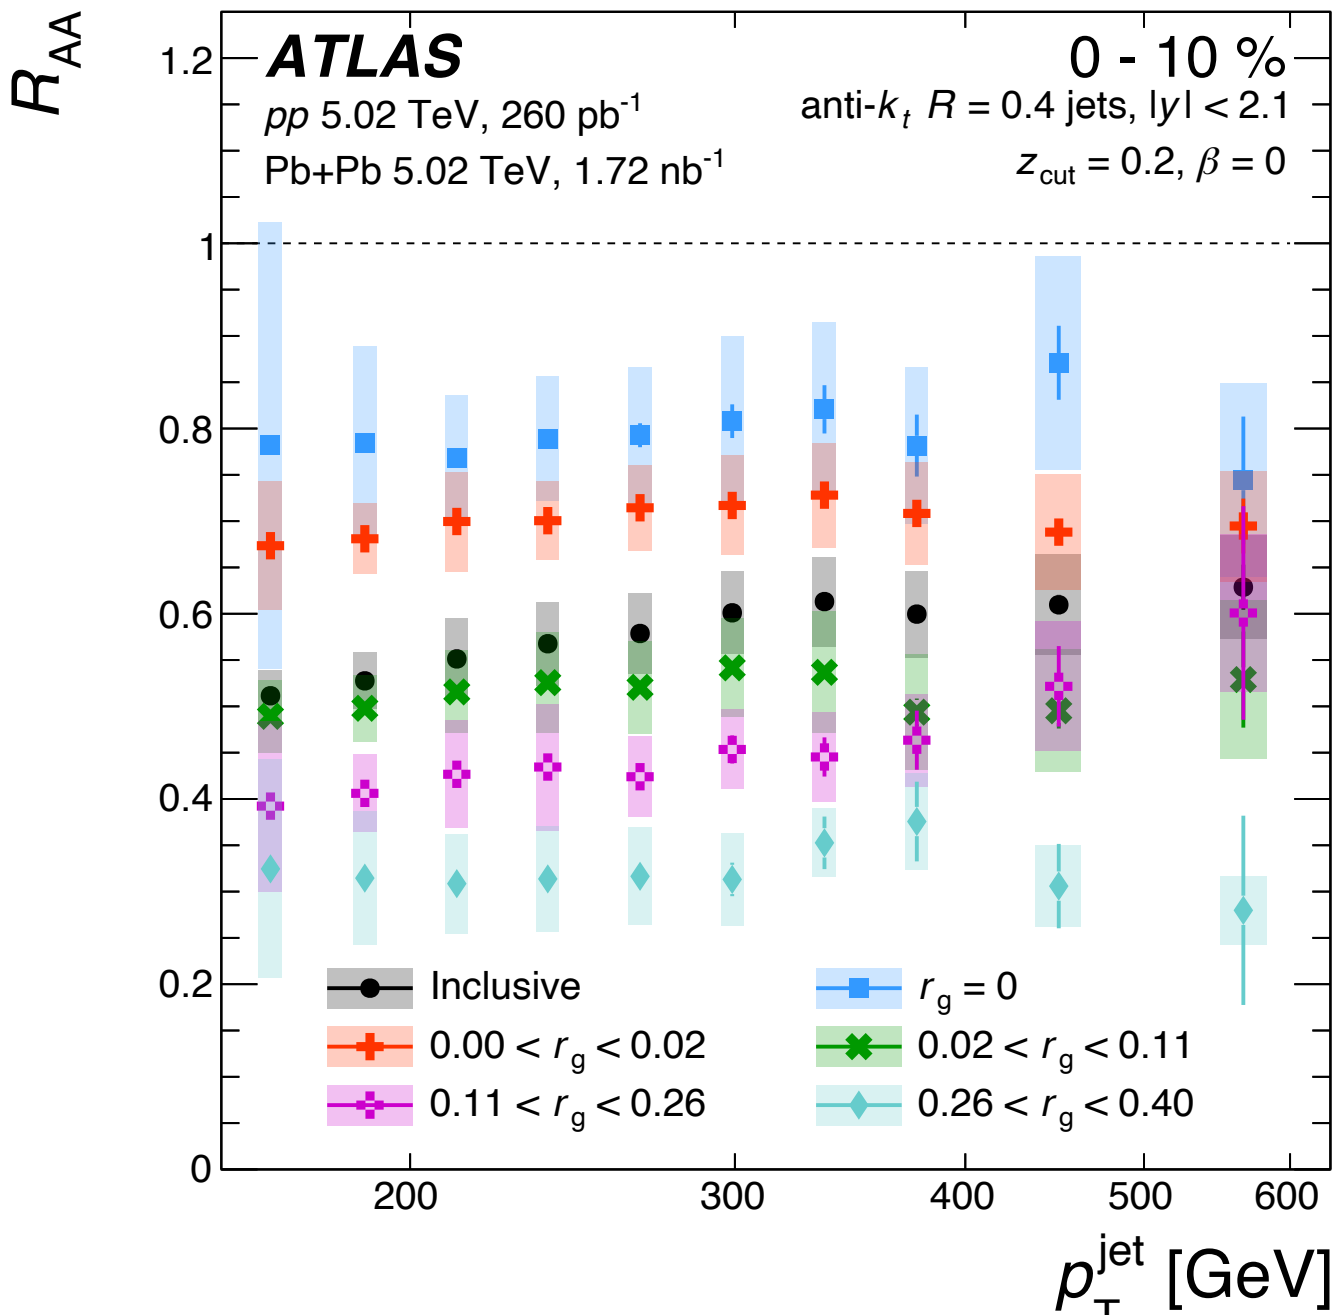 R_AA
1.2
1
0.8
0.6
0.4
0.2
0
ATLAS
pp 5.02 TeV, 260 pb⁻¹
Pb+Pb 5.02 TeV, 1.72 nb⁻¹
0 - 10 %
anti-k_t R = 0.4 jets, |y| < 2.1
z_cut = 0.2, β = 0
Inclusive
r_g = 0
0.00 < r_g < 0.02
0.02 < r_g < 0.11
0.11 < r_g < 0.26
0.26 < r_g < 0.40
200 300 400 500 600
p_T^jet [GeV]